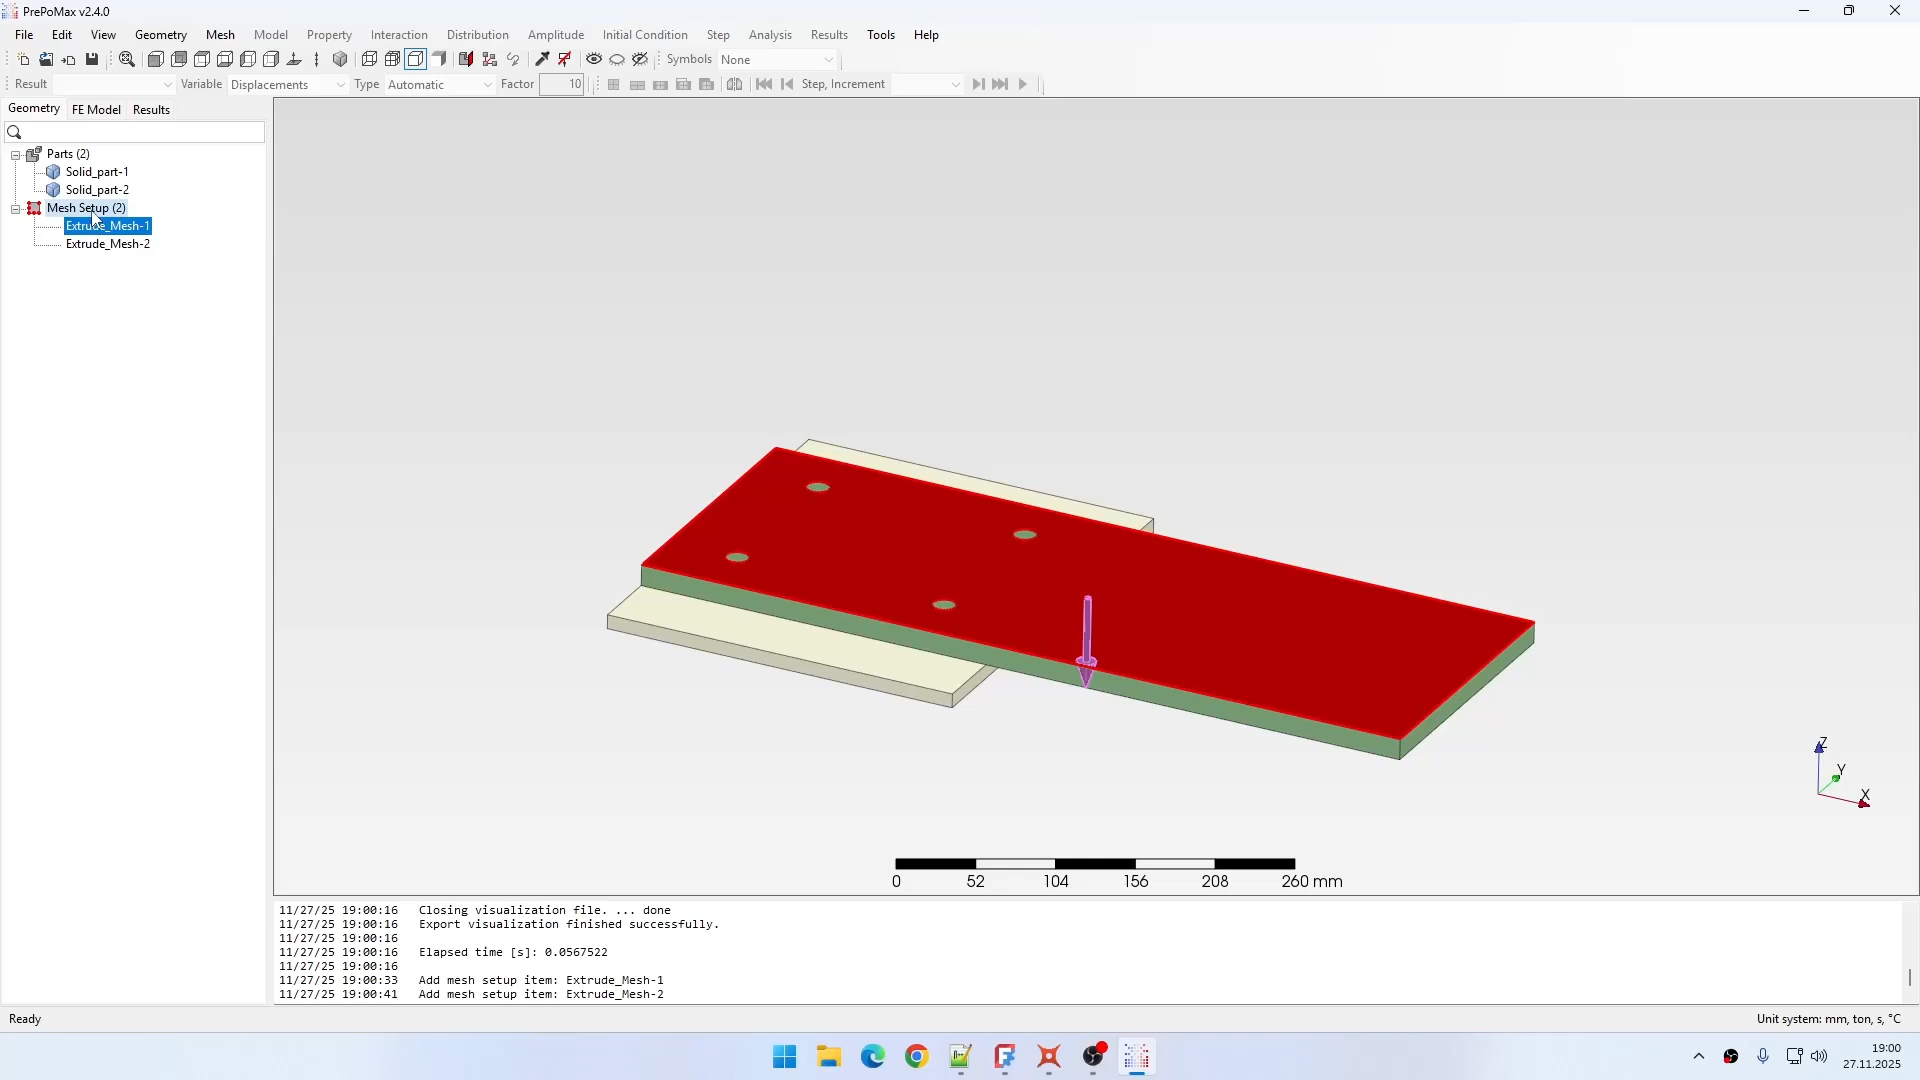 PrePoMax v2.4.0
File Edit View Geometry Mesh Model Property Interaction Distribution Amplitude Initial Condition Step Analysis Results Tools Help
Symbols None
Result Variable Displacements Type Automatic Factor 10 Step, Increment
Geometry FE Model Results
Parts (2)
Solid_part-1
Solid_part-2
Mesh Setup (2)
Extrude_Mesh-1
Extrude_Mesh-2
Z
Y
X
0 52 104 156 208 260 mm
11/27/25 19:00:16 Closing visualization file. ... done
11/27/25 19:00:16 Export visualization finished successfully.
11/27/25 19:00:16
11/27/25 19:00:16 Elapsed time [s]: 0.0567522
11/27/25 19:00:16
11/27/25 19:00:33 Add mesh setup item: Extrude_Mesh-1
11/27/25 19:00:41 Add mesh setup item: Extrude_Mesh-2
Ready Unit system: mm, ton, s, °C
19:00
27.11.2025